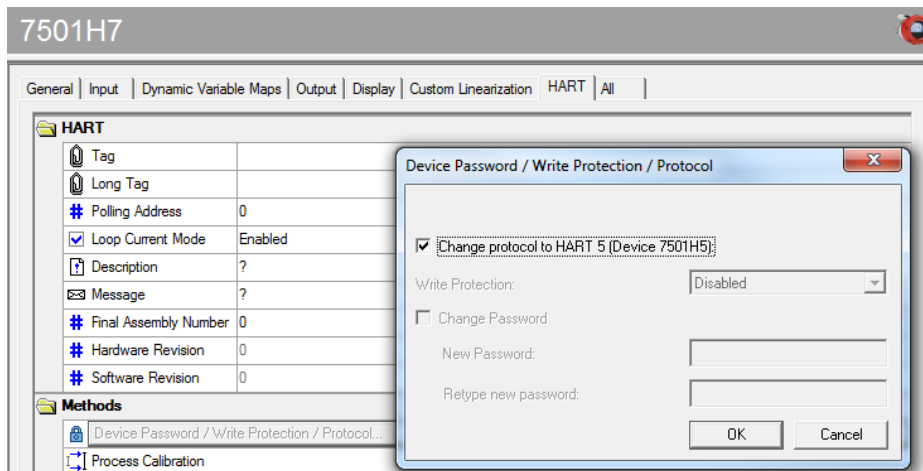 7501H7
General Input Dynamic Variable Maps Output Display Custom Linearization HART All
HART
Tag
Long Tag
Polling Address 0
Loop Current Mode Enabled
Description ?
Message ?
Final Assembly Number 0
Hardware Revision 0
Software Revision 0
Methods
Device Password / Write Protection / Protocol...
Process Calibration
Device Password / Write Protection / Protocol
Change protocol to HART 5 (Device 7501H5):
Write Protection: Disabled
Change Password
New Password:
Retype new password:
OK Cancel